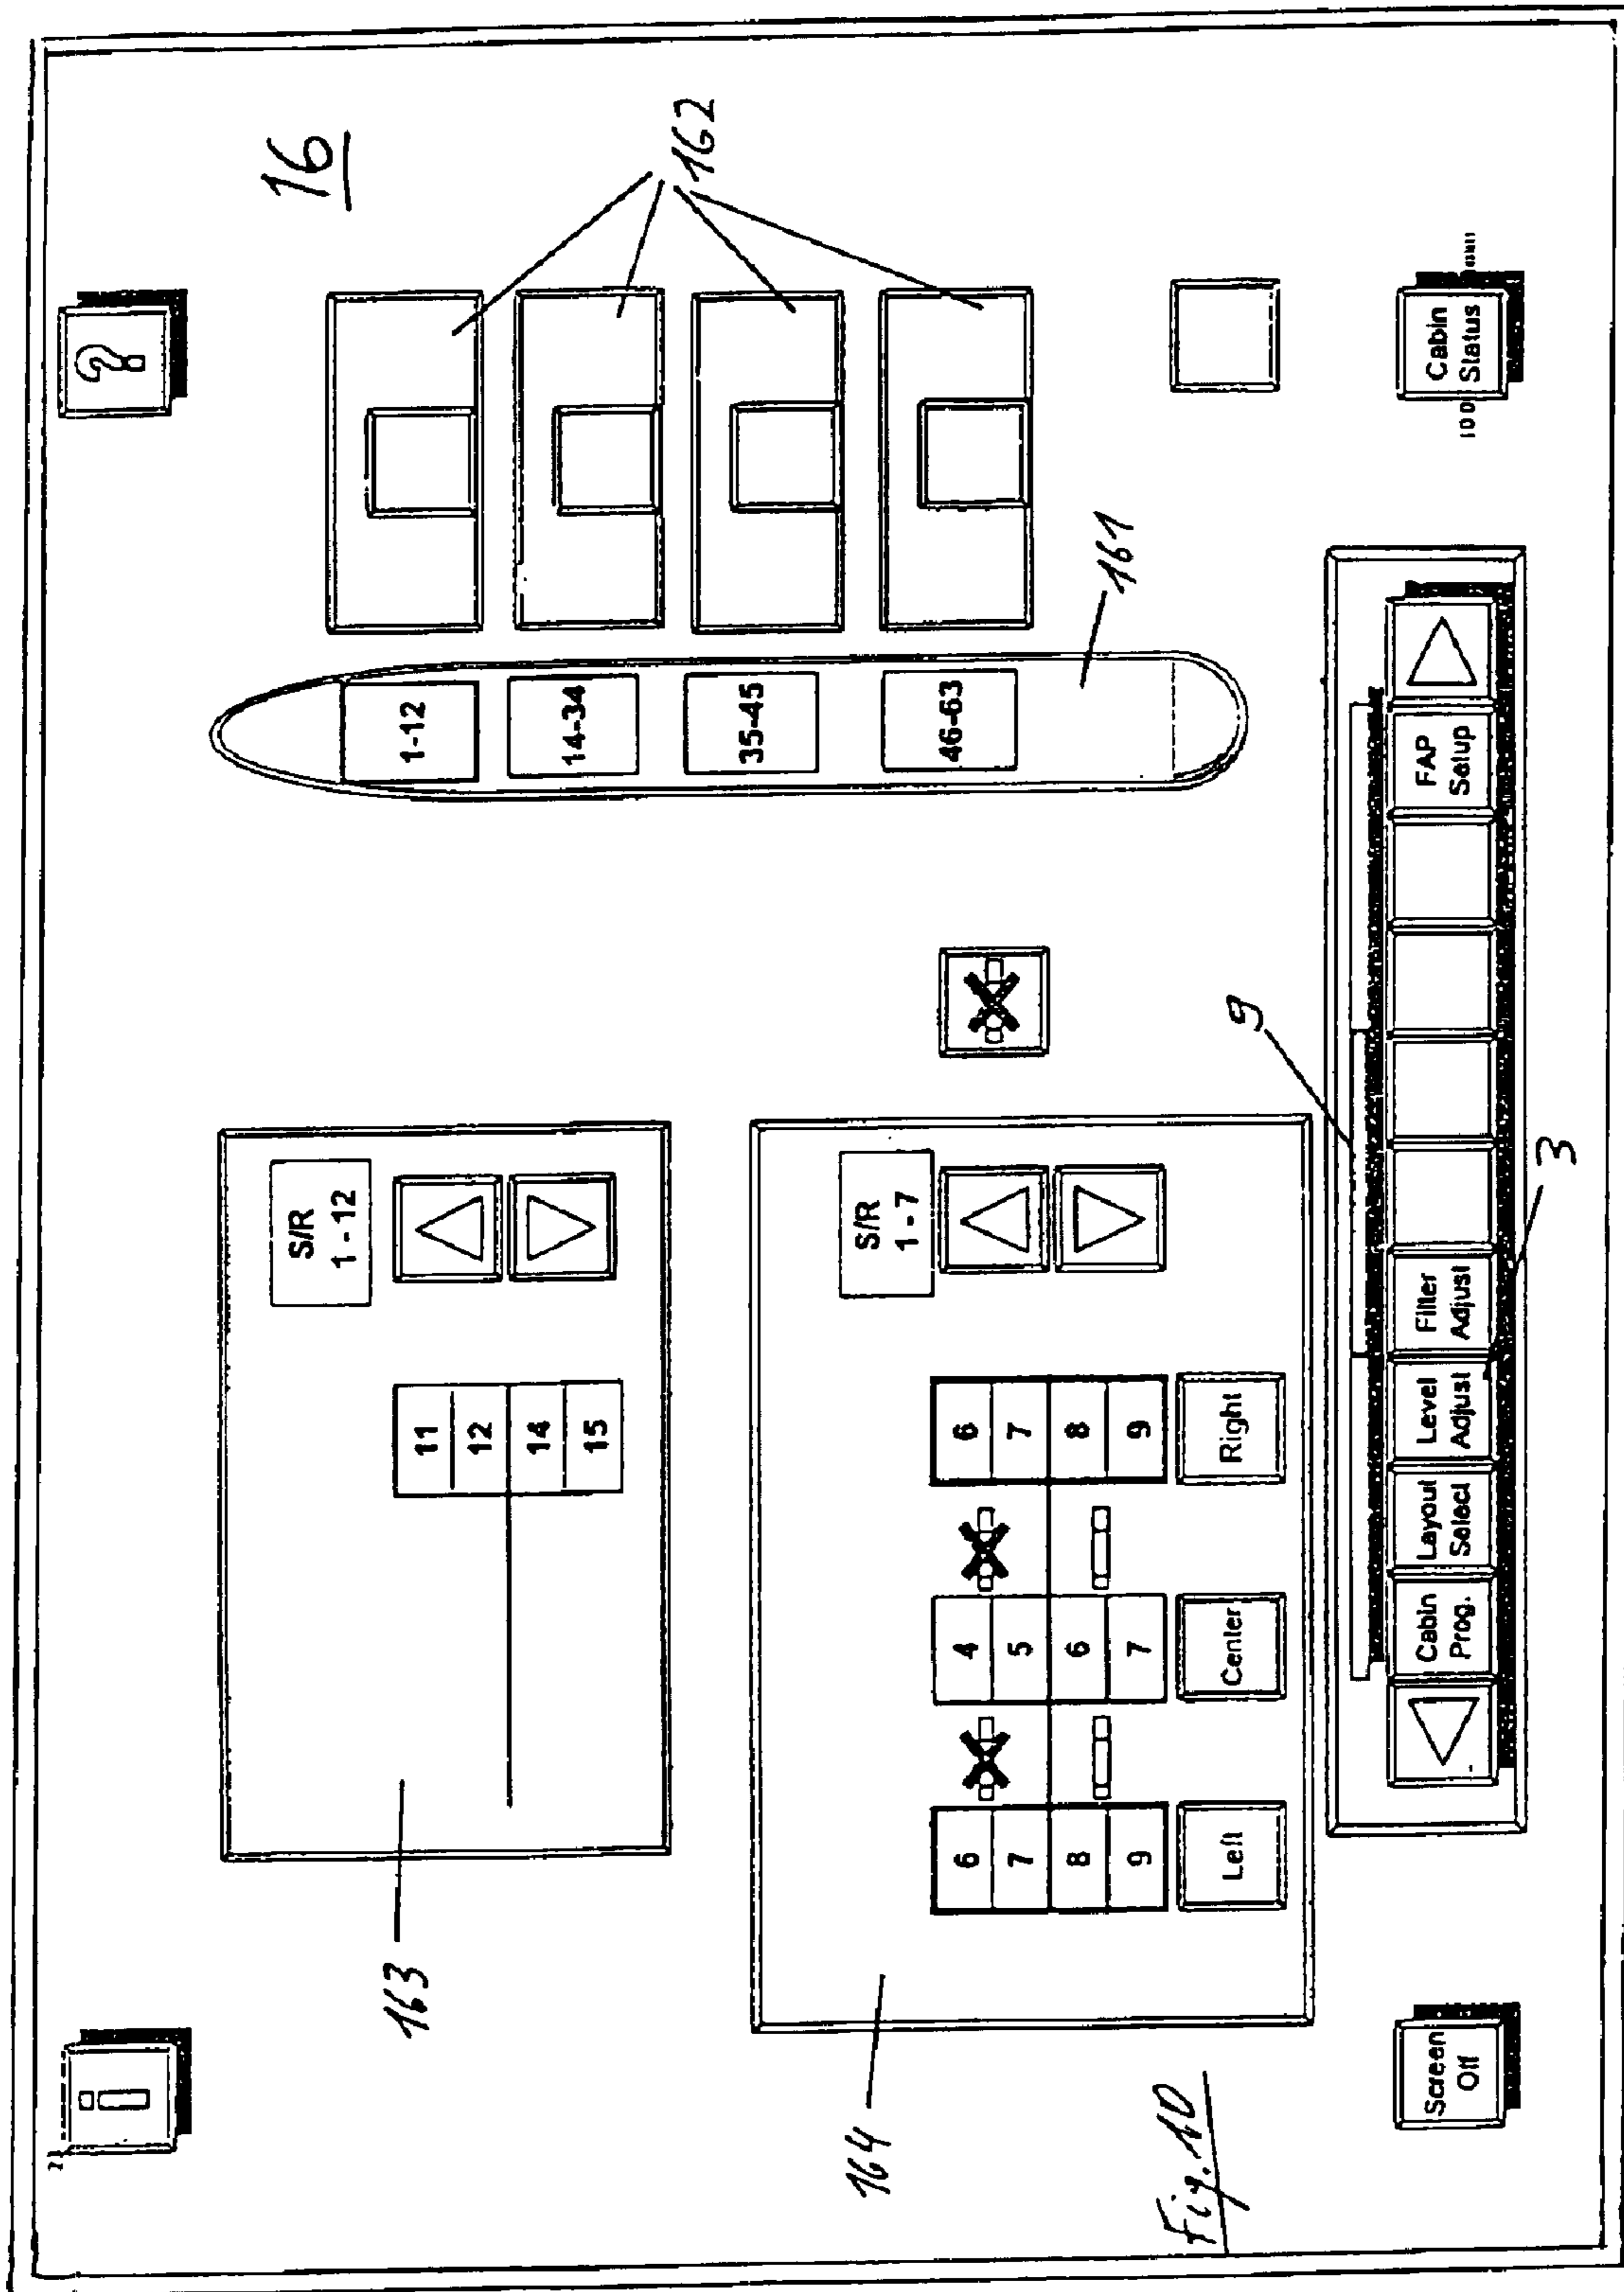 i
?
16
163
S/R
1 - 12
11
12
14
15
1-12
14-34
35-45
46-63
162
161
164
S/R
1 - 7
6 4 6
7 5 7
8 6 8
9 7 9
Left Center Right
9
Fig. 10
Screen
Off
Cabin
Prog.
Layout
Select
Level
Adjust
Filter
Adjust
FAP
Setup
Cabin
Status
3